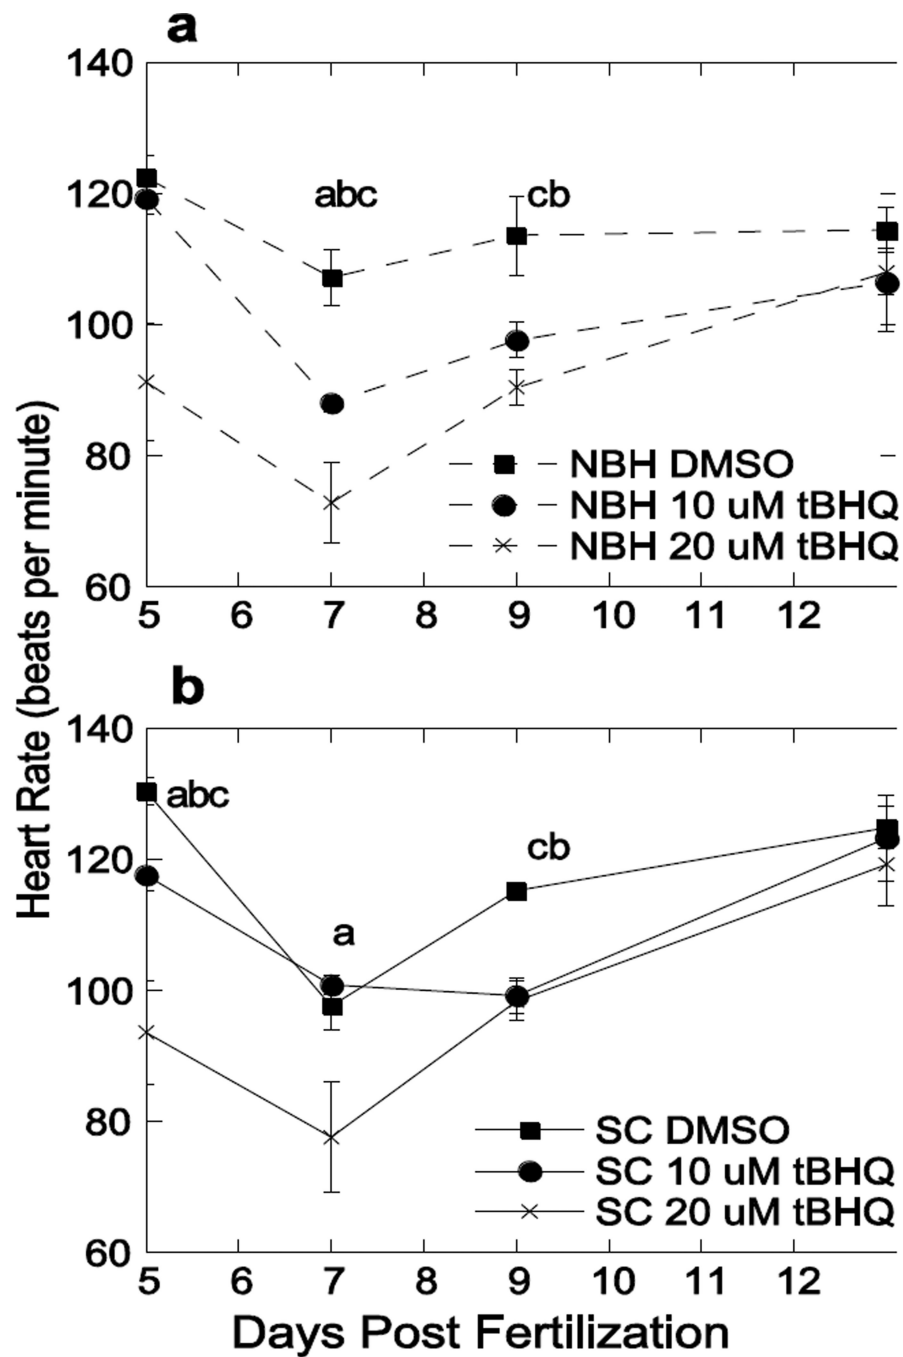 a
140
120
100
80
60
abc
cb
NBH DMSO
NBH 10 uM tBHQ
NBH 20 uM tBHQ
5 6 7 8 9 10 11 12
Heart Rate (beats per minute)
b
140
120
100
80
60
abc
a
cb
SC DMSO
SC 10 uM tBHQ
SC 20 uM tBHQ
5 6 7 8 9 10 11 12
Days Post Fertilization